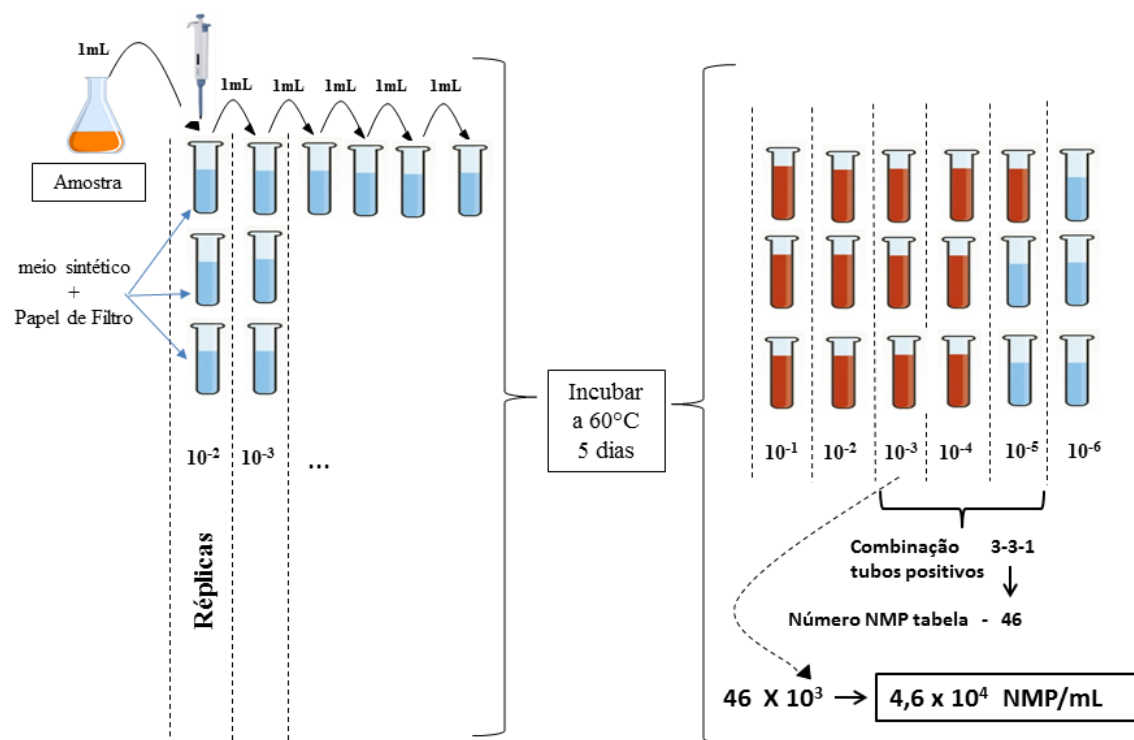 1mL
1mL
1mL
1mL
1mL
1mL
Amostra
meio sintético
+
Papel de Filtro
10-2
10-3
...
Réplicas
Incubar
a 60°C
5 dias
10-1
10-2
10-3
10-4
10-5
10-6
Combinação 3-3-1
tubos positivos
Número NMP tabela - 46
46 X 10³
4,6 x 10⁴ NMP/mL